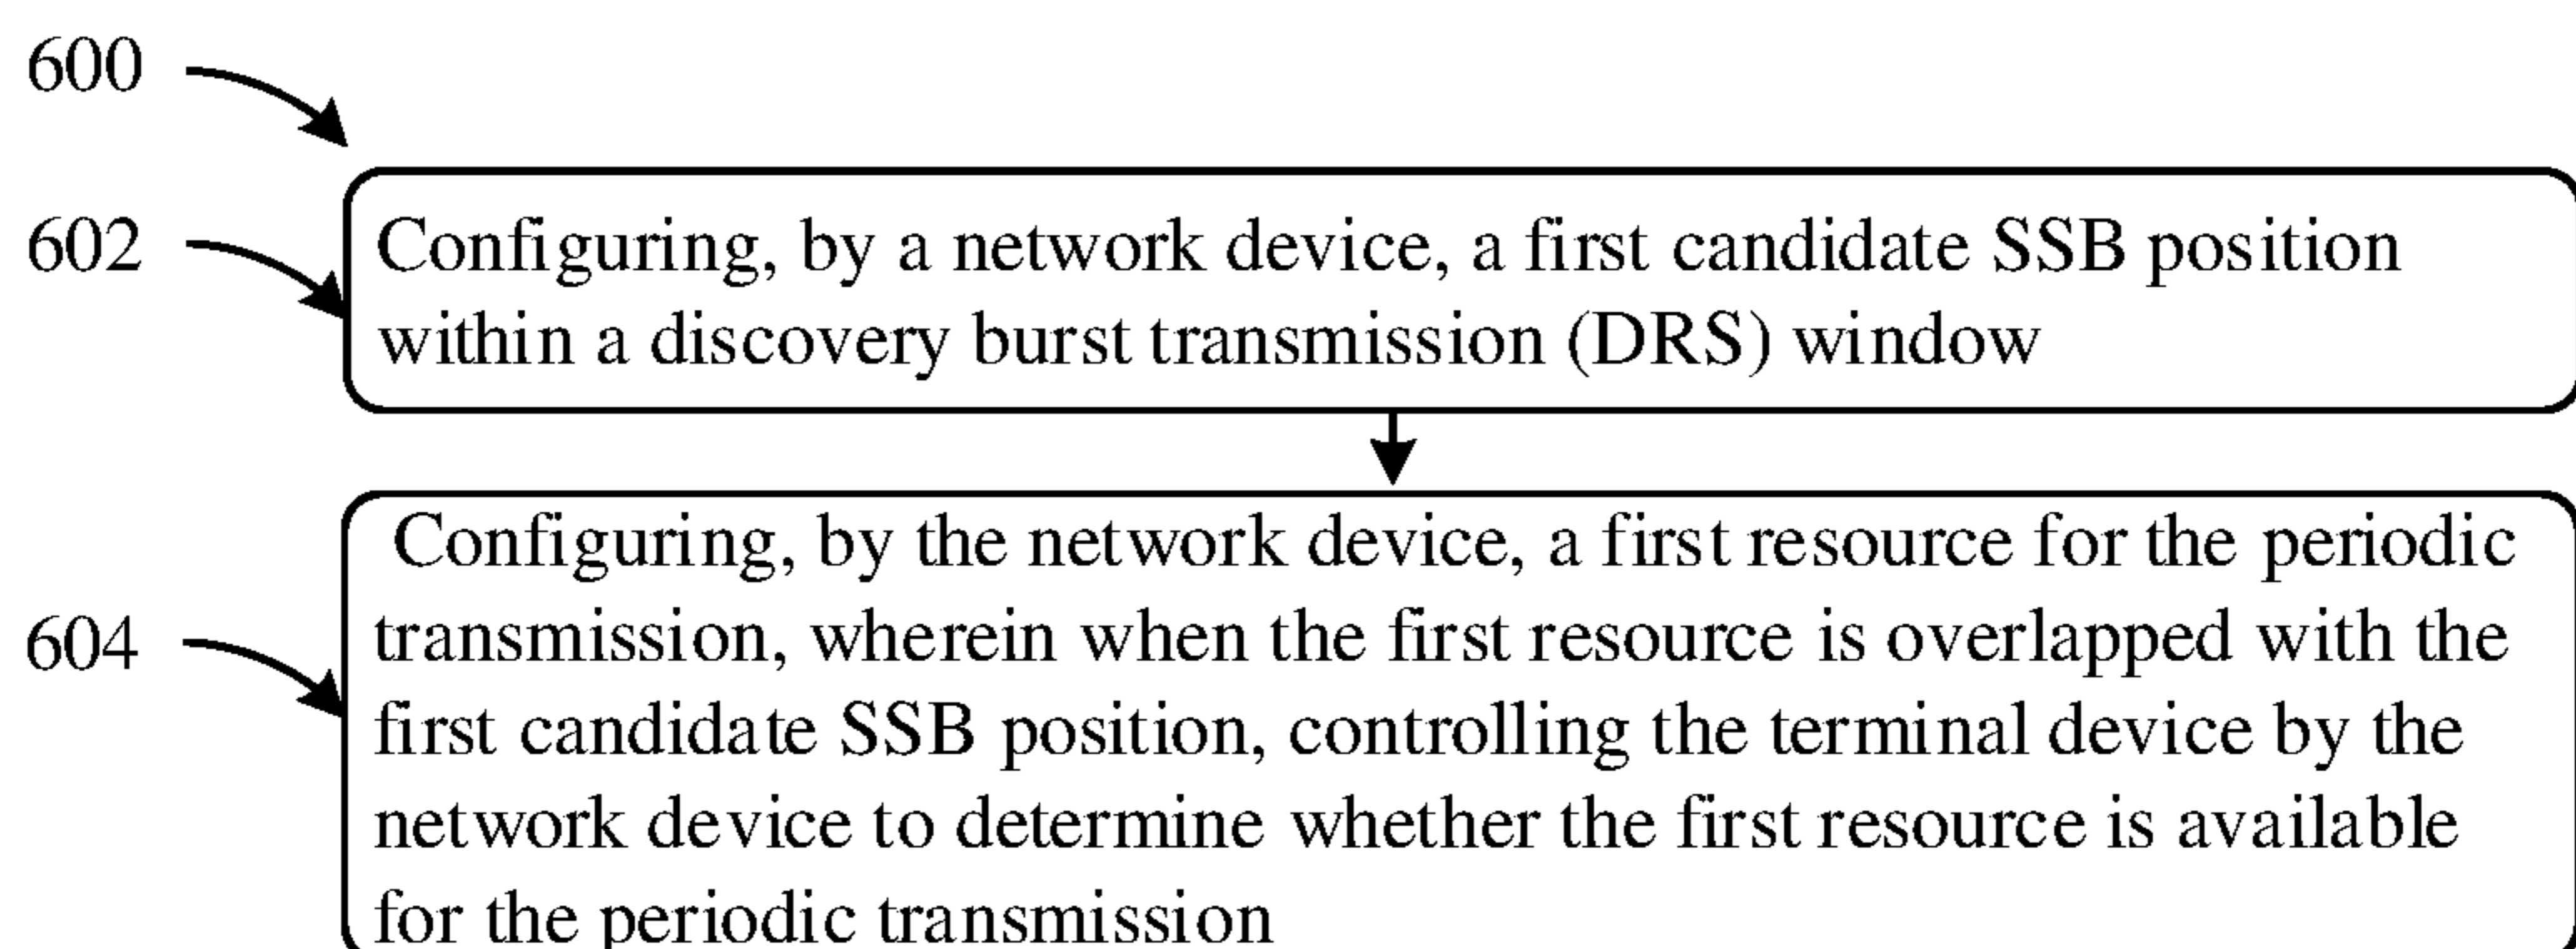 600
602
Configuring, by a network device, a first candidate SSB position
within a discovery burst transmission (DRS) window
604
Configuring, by the network device, a first resource for the periodic
transmission, wherein when the first resource is overlapped with the
first candidate SSB position, controlling the terminal device by the
network device to determine whether the first resource is available
for the periodic transmission